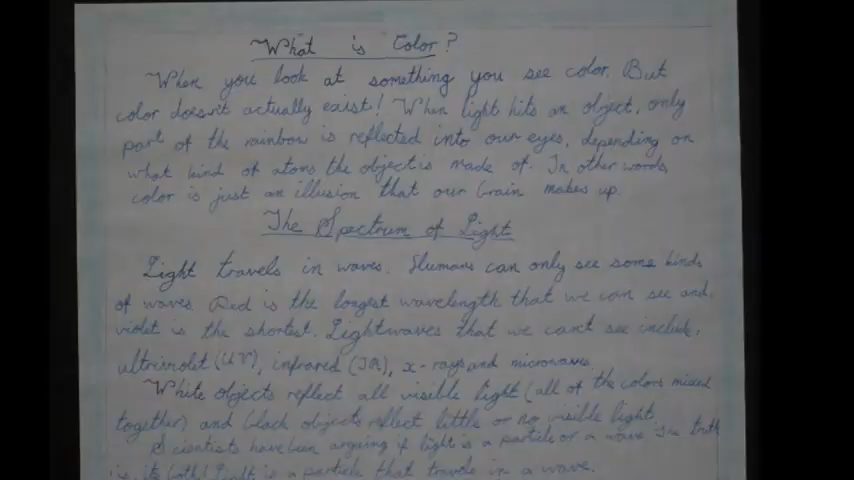 What is Color?
When you look at something you see color. But
color doesn't actually exist! When light hits an object, only
part of the rainbow is reflected into our eyes, depending on
what kind of atoms the object is made of. In other words,
color is just an illusion that our brain makes up.
The Spectrum of Light
Light travels in waves. Humans can only see some kinds
of waves. Red is the longest wavelength that we can see and
violet is the shortest. Lightwaves that we can't see include:
ultraviolet (UV), infrared (IR), x-rays and microwaves.
White objects reflect all visible light (all of the colors mixed
together) and black objects reflect little or no visible light.
Scientists have been arguing if light is a particle or a wave The truth
is, its both! Light is a particle that travels in a wave.